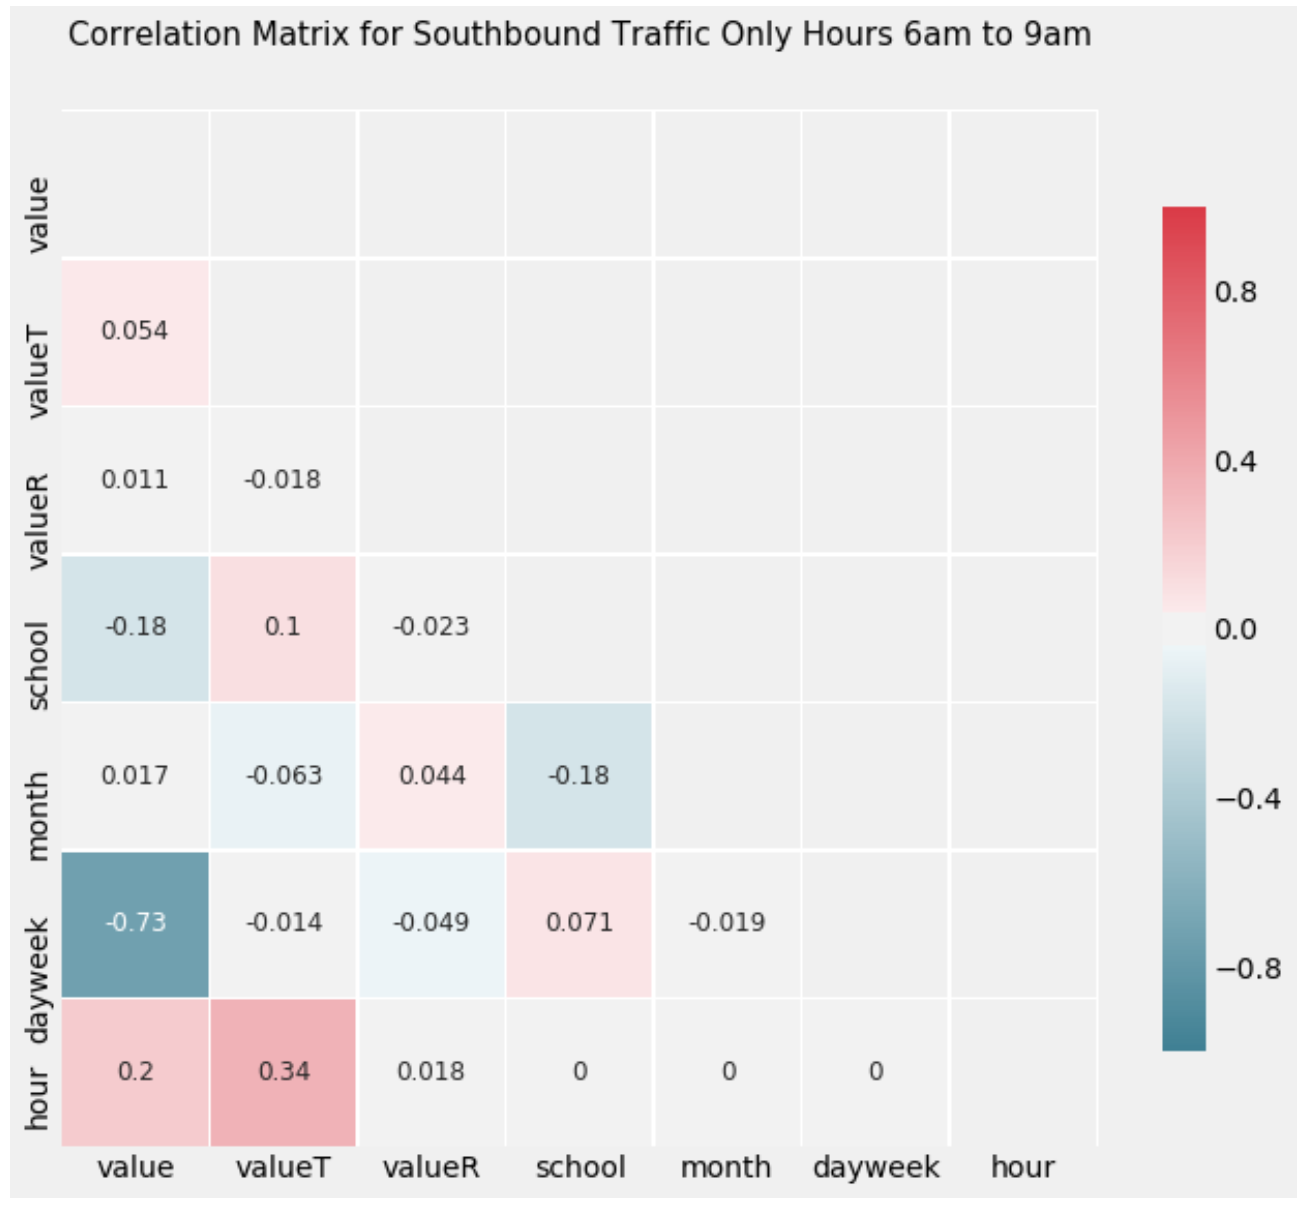 Correlation Matrix for Southbound Traffic Only Hours 6am to 9am
value
valueT
0.054
valueR
0.011 -0.018
school
-0.18 0.1 -0.023
month
0.017 -0.063 0.044 -0.18
dayweek
-0.73 -0.014 -0.049 0.071 -0.019
hour
0.2 0.34 0.018 0 0 0
value valueT valueR school month dayweek hour
0.8
0.4
0.0
−0.4
−0.8